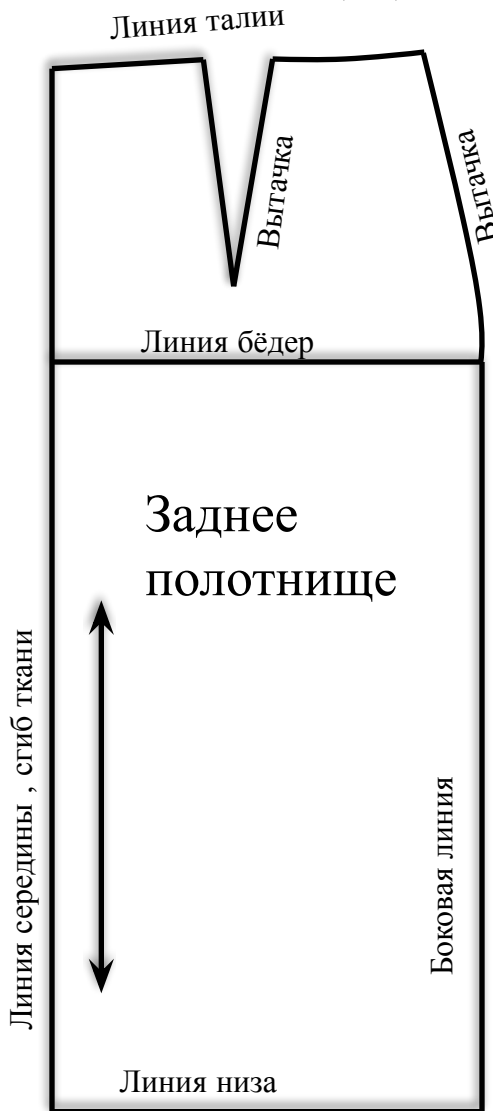 Линия талии
Вытачка
Вытачка
Линия бёдер
Заднее
полотнище
Линия середины , сгиб ткани
Боковая линия
Линия низа